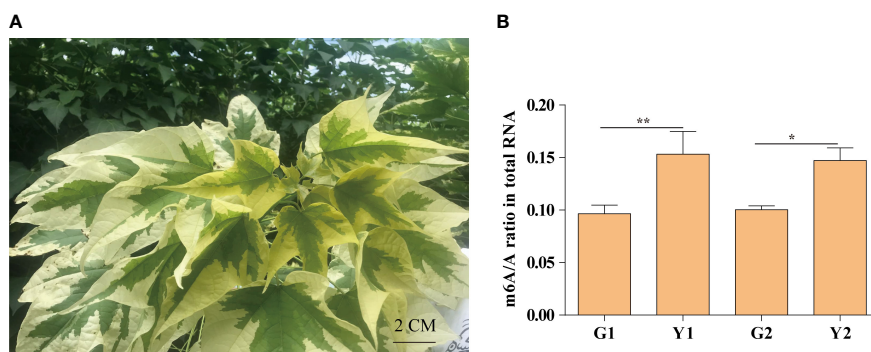 A
B
2 CM
m6A/A ratio in total RNA
0.20
0.15
0.10
0.05
0.00
**
*
G1 Y1 G2 Y2